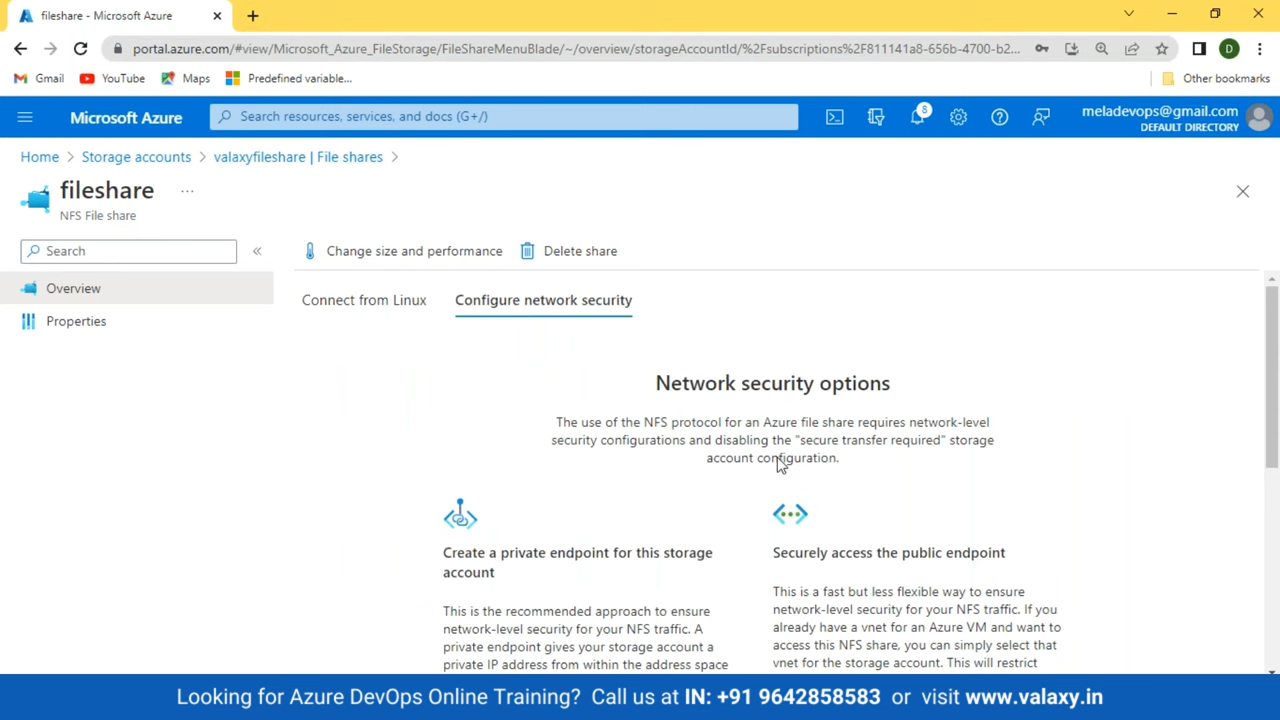 fileshare - Microsoft Azure
portal.azure.com/#view/Microsoft_Azure_FileStorage/FileShareMenuBlade/~/overview/storageAccountId/%2Fsubscriptions%2F811141a8-656b-4700-b2...
D
Gmail
YouTube
Maps
Predefined variable...
Other bookmarks
Microsoft Azure
Search resources, services, and docs (G+/)
8
meladevops@gmail.com
DEFAULT DIRECTORY
Home > Storage accounts > valaxyfileshare | File shares >
fileshare ...
NFS File share
Search
«
Change size and performance
Delete share
Overview
Properties
Connect from Linux
Configure network security
Network security options
The use of the NFS protocol for an Azure file share requires network-level
security configurations and disabling the "secure transfer required" storage
account configuration.
Create a private endpoint for this storage
account
This is the recommended approach to ensure
network-level security for your NFS traffic. A
private endpoint gives your storage account a
private IP address from within the address space
Securely access the public endpoint
This is a fast but less flexible way to ensure
network-level security for your NFS traffic. If you
already have a vnet for an Azure VM and want to
access this NFS share, you can simply select that
vnet for the storage account. This will restrict
Looking for Azure DevOps Online Training? Call us at IN: +91 9642858583 or visit www.valaxy.in